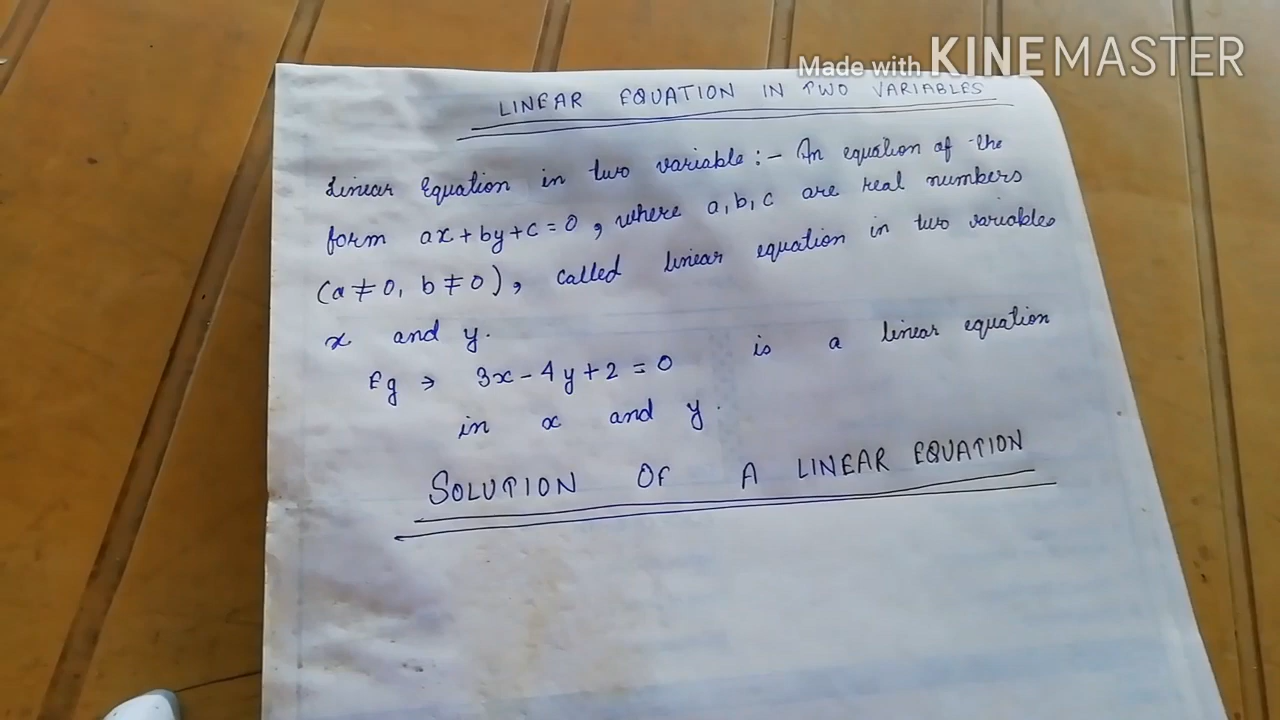 Made with KINEMASTER
LINEAR EQUATION IN TWO VARIABLES
Linear Equation in two variable :- An equation of the
form ax + by + c = 0, where a, b, c are real numbers
(a ≠ 0, b ≠ 0), called linear equation in two variables
x and y.
Eg → 3x - 4y + 2 = 0 is a linear equation
in x and y.
SOLUTION OF A LINEAR EQUATION